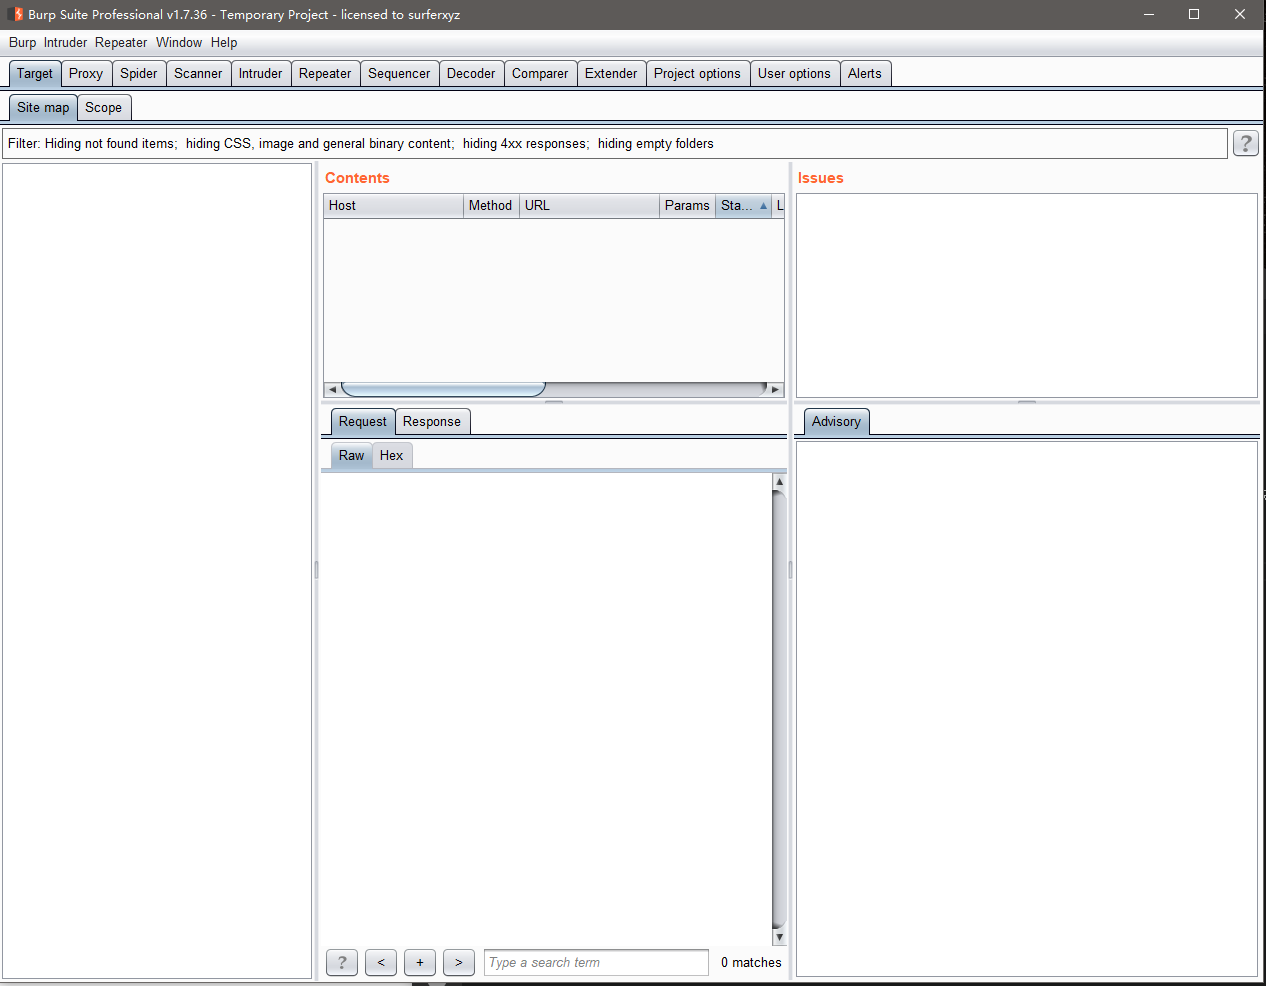 Burp Suite Professional v1.7.36 - Temporary Project - licensed to surferxyz
Burp Intruder Repeater Window Help
Target Proxy Spider Scanner Intruder Repeater Sequencer Decoder Comparer Extender Project options User options Alerts
Site map Scope
Filter: Hiding not found items; hiding CSS, image and general binary content; hiding 4xx responses; hiding empty folders ?
Contents
Host Method URL Params Sta... L
Issues
Request Response
Raw Hex
Advisory
? < + > Type a search term 0 matches